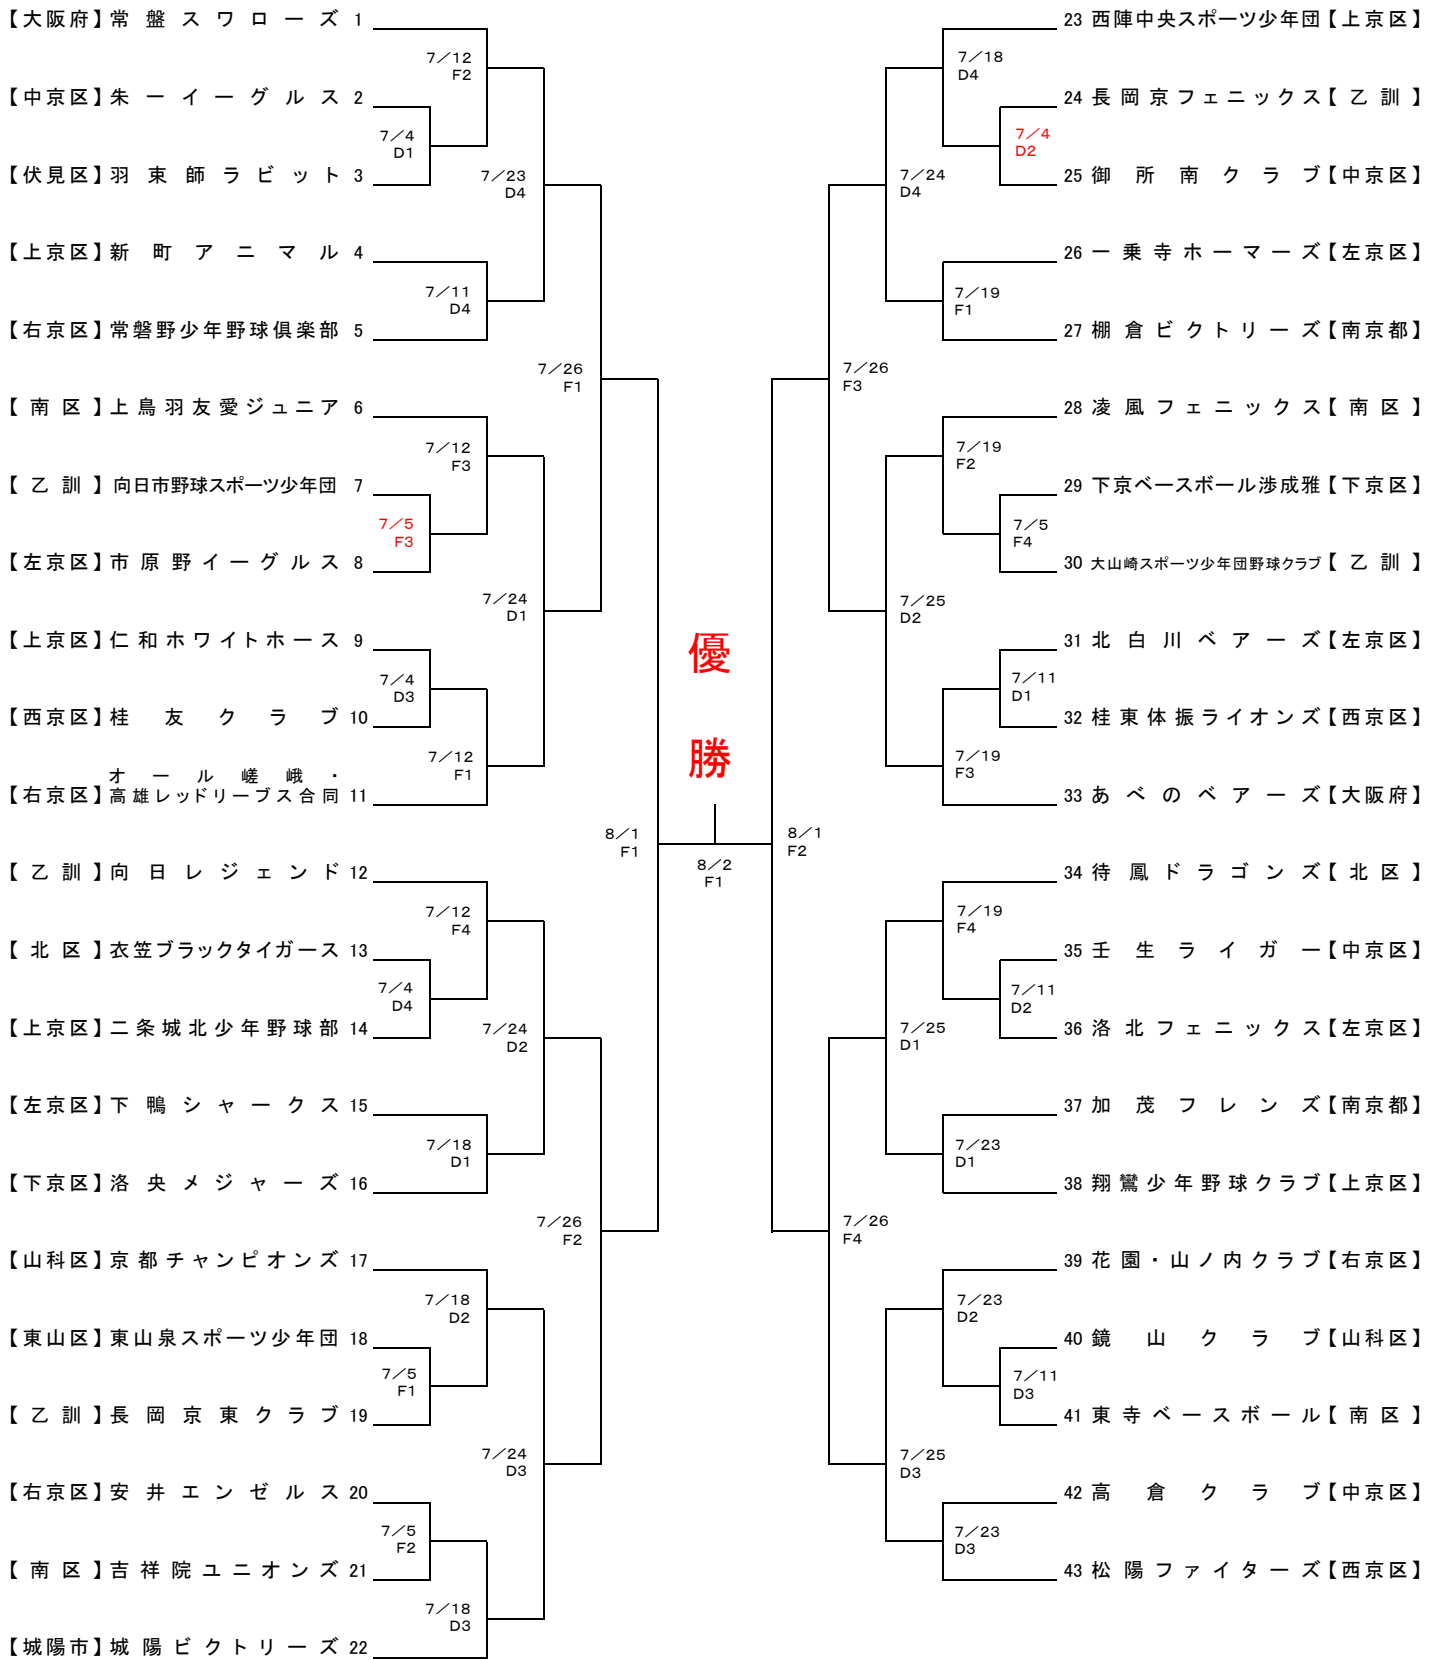 【大阪府】常盤スワローズ 1
7／12
F2
【中京区】朱一イーグルス 2
7／4
D1
【伏見区】羽束師ラビット 3
7／23
D4
【上京区】新町アニマル 4
7／11
D4
【右京区】常磐野少年野球倶楽部 5
7／26
F1
【南区】上鳥羽友愛ジュニア 6
7／12
F3
【乙訓】向日市野球スポーツ少年団 7
7／5
F3
【左京区】市原野イーグルス 8
7／24
D1
【上京区】仁和ホワイトホース 9
7／4
D3
【西京区】桂友クラブ 10
7／12
F1
オール嵯峨・
【右京区】高雄レッドリーブス合同 11
8／1
F1
【乙訓】向日レジェンド 12
7／12
F4
【北区】衣笠ブラックタイガース 13
7／4
D4
【上京区】二条城北少年野球部 14
7／24
D2
【左京区】下鴨シャークス 15
7／18
D1
【下京区】洛央メジャーズ 16
7／26
F2
【山科区】京都チャンピオンズ 17
7／18
D2
【東山区】東山泉スポーツ少年団 18
7／5
F1
【乙訓】長岡京東クラブ 19
7／24
D3
【右京区】安井エンゼルス 20
7／5
F2
【南区】吉祥院ユニオンズ 21
7／18
D3
【城陽市】城陽ビクトリーズ 22
優
勝
8／2
F1
23 西陣中央スポーツ少年団【上京区】
7／18
D4
24 長岡京フェニックス【乙訓】
7／4
D2
25 御所南クラブ【中京区】
7／24
D4
26 一乗寺ホーマーズ【左京区】
7／19
F1
27 棚倉ビクトリーズ【南京都】
7／26
F3
28 凌風フェニックス【南区】
7／19
F2
29 下京ベースボール渉成雅【下京区】
7／5
F4
30 大山崎スポーツ少年団野球クラブ【乙訓】
7／25
D2
31 北白川ベアーズ【左京区】
7／11
D1
32 桂東体振ライオンズ【西京区】
7／19
F3
33 あべのベアーズ【大阪府】
8／1
F2
34 待鳳ドラゴンズ【北区】
7／19
F4
35 壬生ライガー【中京区】
7／11
D2
36 洛北フェニックス【左京区】
7／25
D1
37 加茂フレンズ【南京都】
7／23
D1
38 翔鸞少年野球クラブ【上京区】
7／26
F4
39 花園・山ノ内クラブ【右京区】
7／23
D2
40 鏡山クラブ【山科区】
7／11
D3
41 東寺ベースボール【南区】
7／25
D3
42 高倉クラブ【中京区】
7／23
D3
43 松陽ファイターズ【西京区】